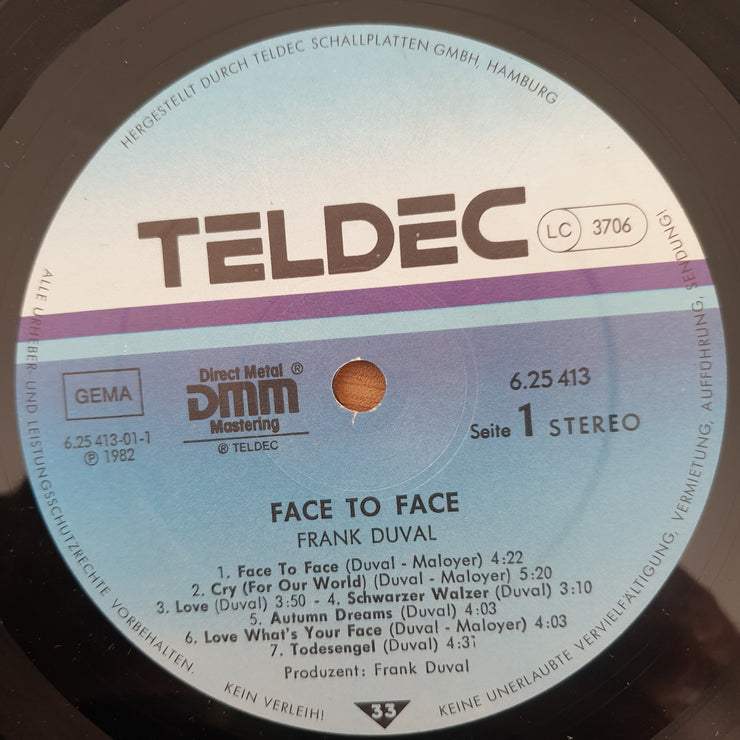 HERGESTELLT DURCH TELDEC SCHALLPLATTEN GMBH, HAMBURG
TELDEC
LC 3706
GEMA
6.25 413-01-1
℗ 1982
Direct Metal ®
DMM
Mastering
® TELDEC
6.25 413
Seite 1 STEREO
FACE TO FACE
FRANK DUVAL
1. Face To Face (Duval - Maloyer) 4:22
2. Cry (For Our World) (Duval - Maloyer) 5:20
3. Love (Duval) 3:50 - 4. Schwarzer Walzer (Duval) 3:10
5. Autumn Dreams (Duval) 4:03
6. Love What's Your Face (Duval - Maloyer) 4:03
7. Todesengel (Duval) 4:31
Produzent: Frank Duval
33
ALLE URHEBER- UND LEISTUNGSSCHUTZRECHTE VORBEHALTEN. KEIN VERLEIH! KEINE UNERLAUBTE VERVIELFÄLTIGUNG, VERMIETUNG, AUFFÜHRUNG, SENDUNG!